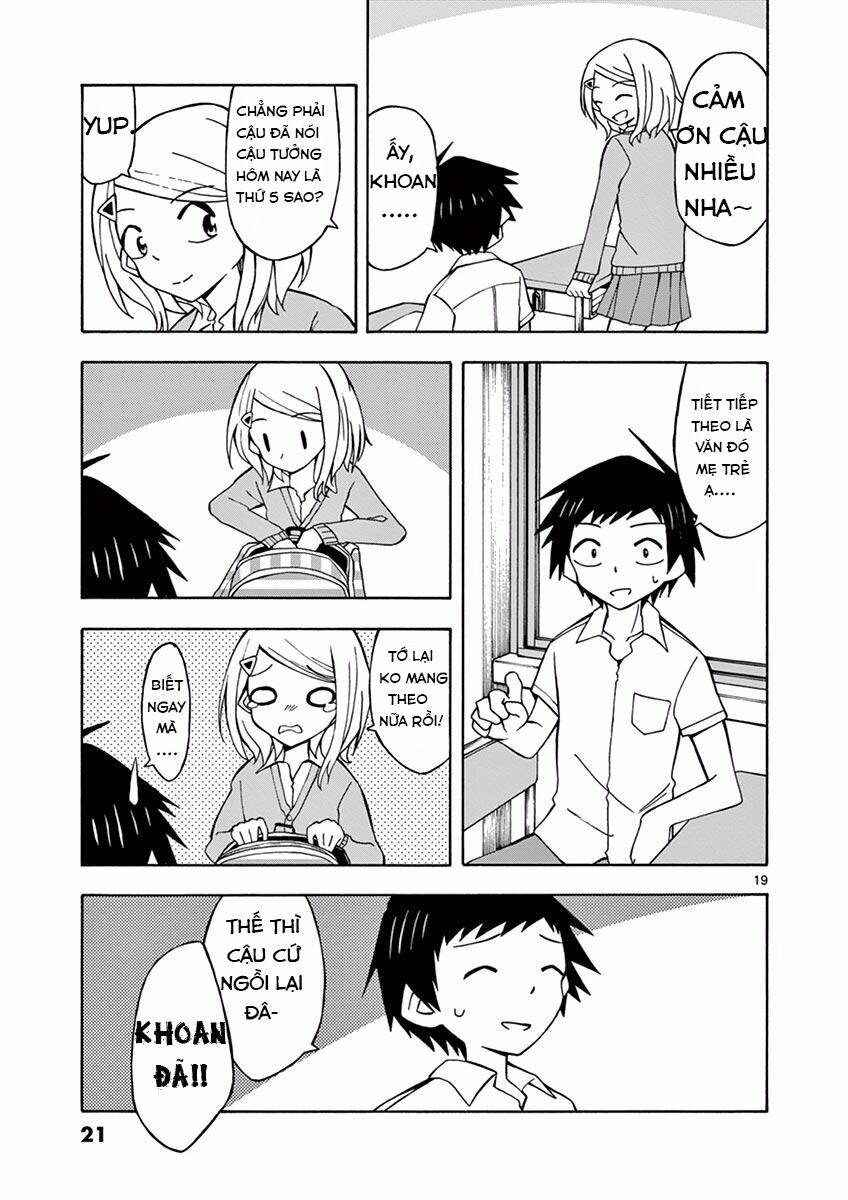 CẢM
ƠN CẬU
NHIỀU
NHA~
ẤY,
KHOAN
.....
CHẲNG PHẢI
CẬU ĐÃ NÓI
CẬU TƯỞNG
HÔM NAY LÀ
THỨ 5 SAO?
YUP.
TIẾT TIẾP
THEO LÀ
VĂN ĐÓ
MẸ TRẺ
Ạ....
TỚ LẠI
KO MANG
THEO
NỮA RỒI!
BIẾT
NGAY
MÀ
....
19
THẾ THÌ
CẬU CỨ
NGỒI LẠI
ĐÂ-
KHOAN
ĐÃ!!
21